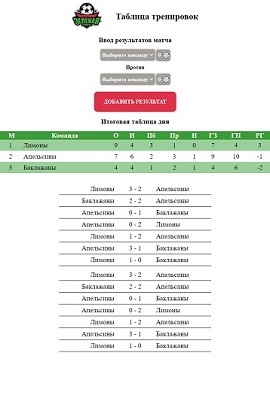 Таблица тренировок
Ввод результатов матча
Выберите команду 0
Против
Выберите команду 0
ДОБАВИТЬ РЕЗУЛЬТАТ
Итоговая таблица дня
М Команда О И Пб Пр Н ГЗ ГП РГ
1 Лимоны 9 4 3 1 0 7 4 3
2 Апельсины 7 6 2 3 1 9 10 -1
3 Баклажаны 4 4 1 2 1 4 6 -2
Лимоны 3 - 2 Апельсины
Баклажаны 2 - 2 Апельсины
Апельсины 0 - 1 Баклажаны
Апельсины 0 - 2 Лимоны
Лимоны 1 - 2 Апельсины
Апельсины 3 - 1 Баклажаны
Лимоны 1 - 0 Баклажаны
Лимоны 3 - 2 Апельсины
Баклажаны 2 - 2 Апельсины
Апельсины 0 - 1 Баклажаны
Апельсины 0 - 2 Лимоны
Лимоны 1 - 2 Апельсины
Апельсины 3 - 1 Баклажаны
Лимоны 1 - 0 Баклажаны